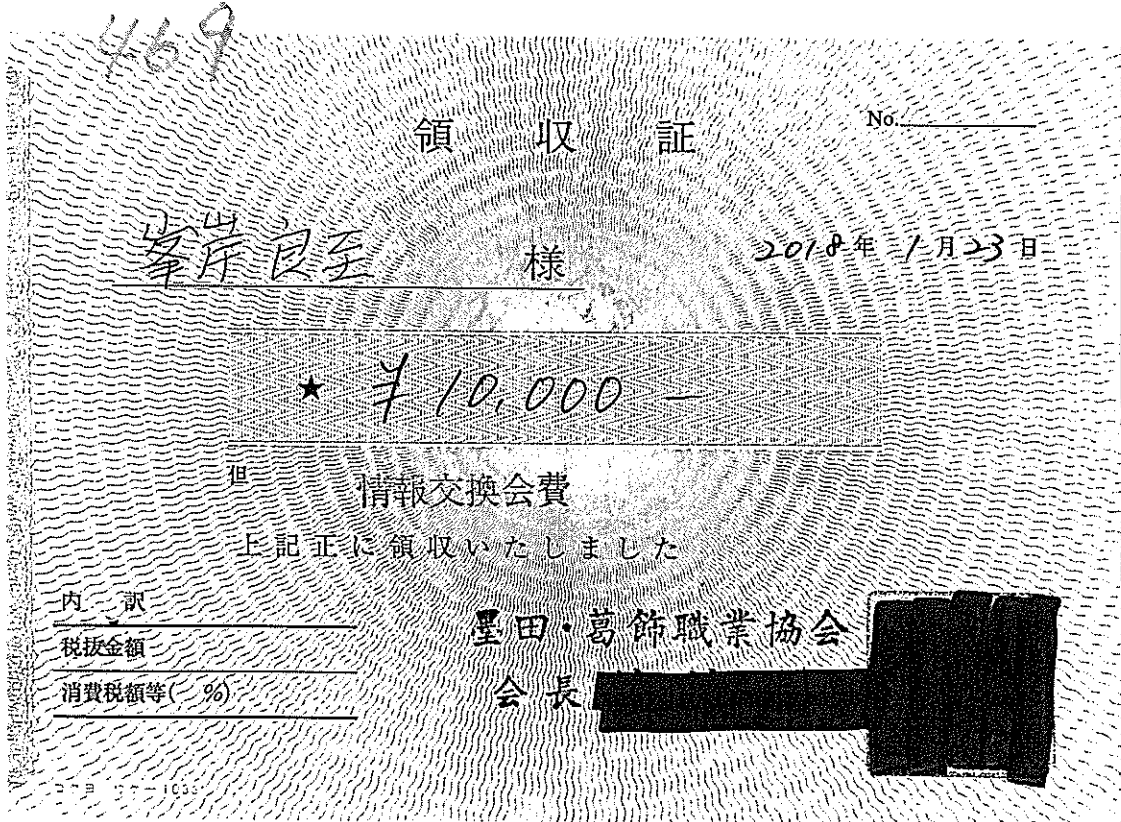 469
領収証
No.
峯岸良至 様
2018年 1月23日
★ ¥10,000 —
但 情報交換会費
上記正に領収いたしました
内訳
税抜金額
消費税額等( %)
墨田・葛飾職業協会
会長